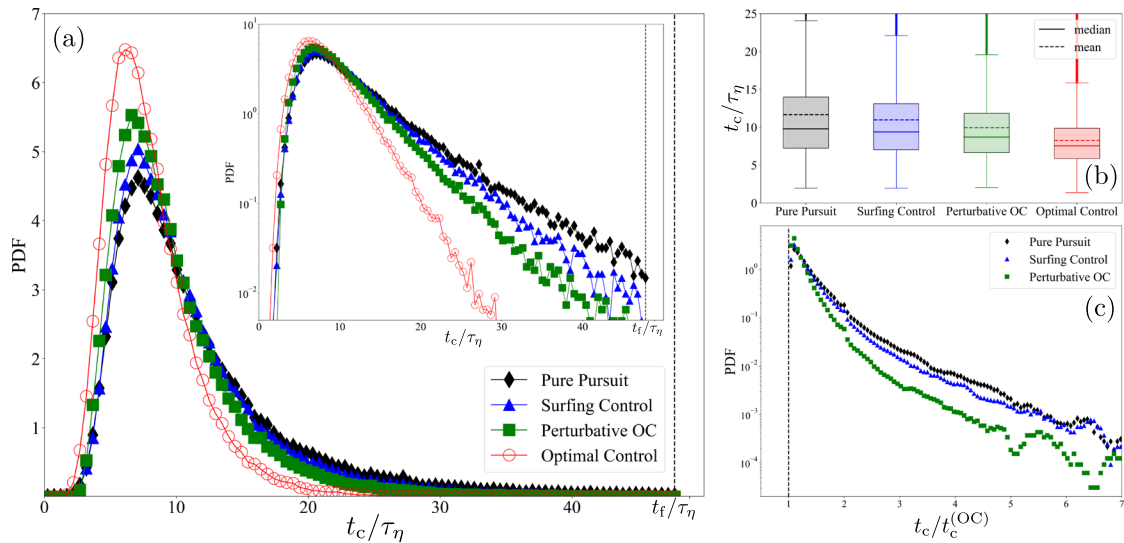 (a)
PDF
7
6
5
4
3
2
1
0
10
20
30
40
t_f/τ_η
t_c/τ_η
Pure Pursuit
Surfing Control
Perturbative OC
Optimal Control
PDF
10^1
10^0
10^{-1}
10^{-2}
0
10
20
30
40
t_f/τ_η
t_c/τ_η
(b)
t_c/τ_η
25
20
15
10
5
0
median
mean
Pure Pursuit
Surfing Control
Perturbative OC
Optimal Control
(c)
PDF
10^0
10^{-1}
10^{-2}
10^{-3}
10^{-4}
Pure Pursuit
Surfing Control
Perturbative OC
1
2
3
4
5
6
7
t_c/t_c^{(OC)}